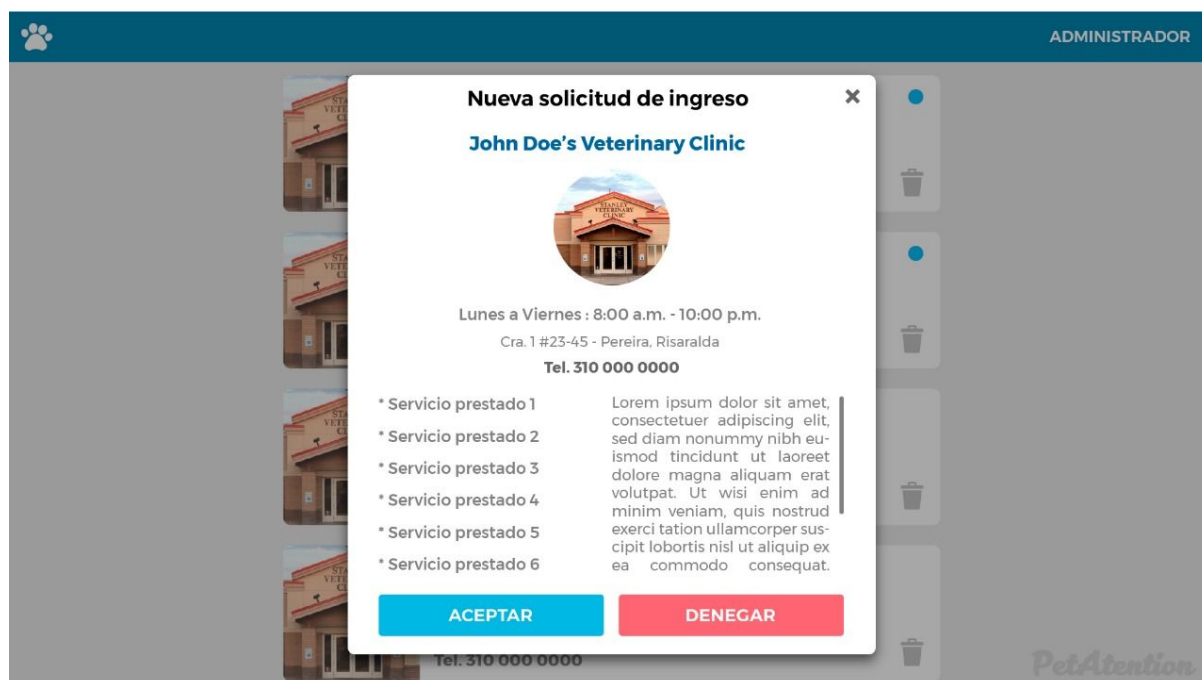 ADMINISTRADOR
Nueva solicitud de ingreso
John Doe's Veterinary Clinic
STANLEY
VETERINARY
CLINIC
Lunes a Viernes : 8:00 a.m. - 10:00 p.m.
Cra. 1 #23-45 - Pereira, Risaralda
Tel. 310 000 0000
* Servicio prestado 1
* Servicio prestado 2
* Servicio prestado 3
* Servicio prestado 4
* Servicio prestado 5
* Servicio prestado 6
Lorem ipsum dolor sit amet,
consectetuer adipiscing elit,
sed diam nonummy nibh eu-
ismod tincidunt ut laoreet
dolore magna aliquam erat
volutpat. Ut wisi enim ad
minim veniam, quis nostrud
exerci tation ullamcorper sus-
cipit lobortis nisl ut aliquip ex
ea commodo consequat.
ACEPTAR
DENEGAR
Tel. 310 000 0000
PetAtention